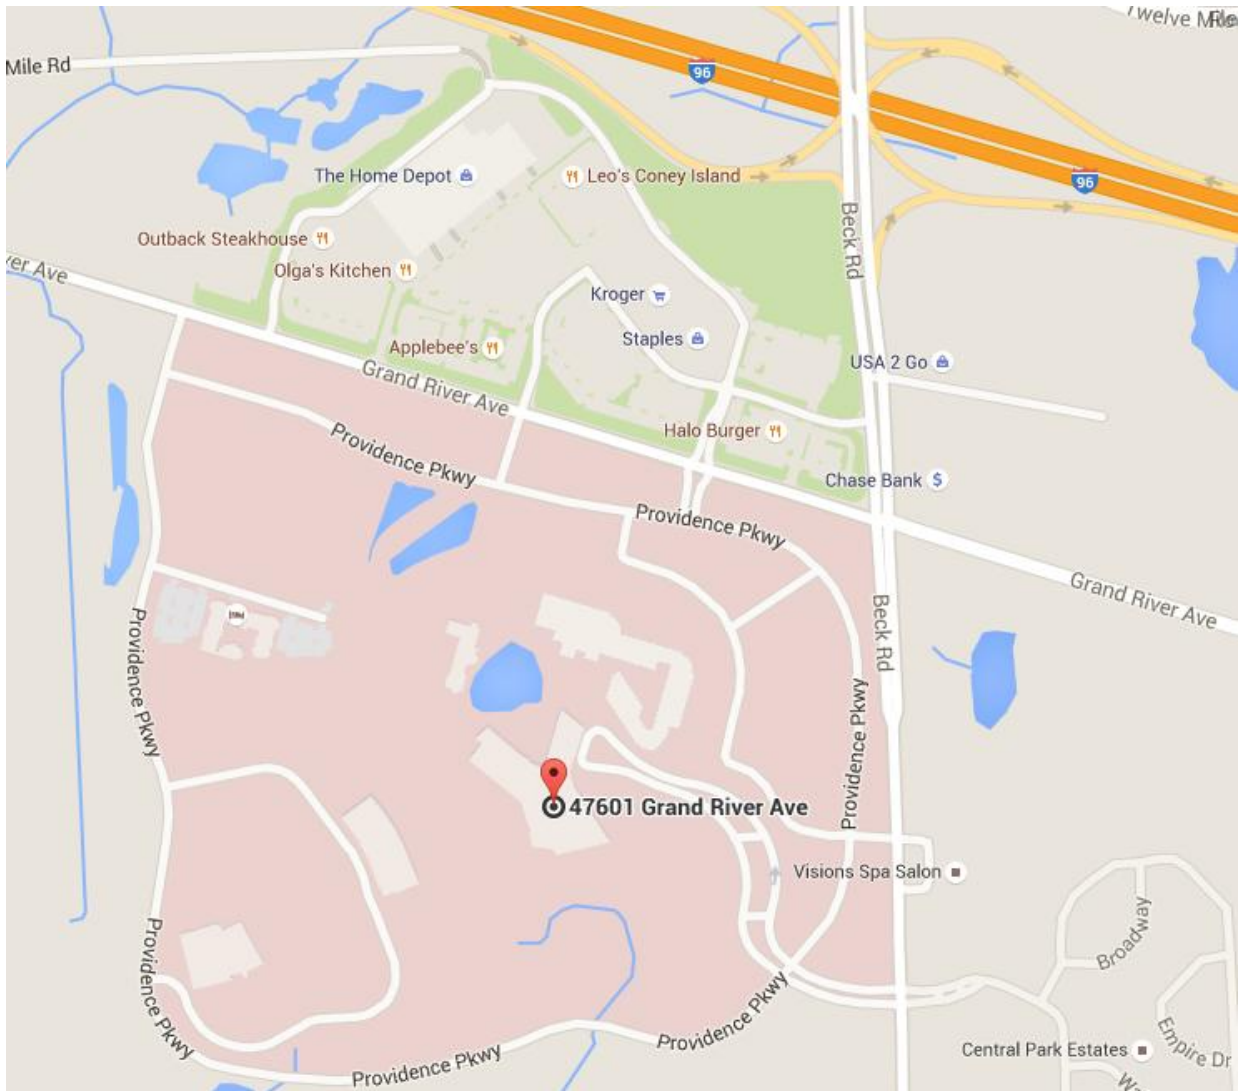 Twelve Mile
96
Mile Rd
The Home Depot
Leo's Coney Island
96
Beck Rd
Outback Steakhouse
Olga's Kitchen
ver Ave
Kroger
Staples
Applebee's
USA 2 Go
Grand River Ave
Halo Burger
Providence Pkwy
Chase Bank
$
Providence Pkwy
Grand River Ave
Beck Rd
Providence Pkwy
Providence Pkwy
47601 Grand River Ave
Visions Spa Salon
Broadway
Providence Pkwy
Providence Pkwy
Empire Dr
Central Park Estates
Providence Pkwy
Wa